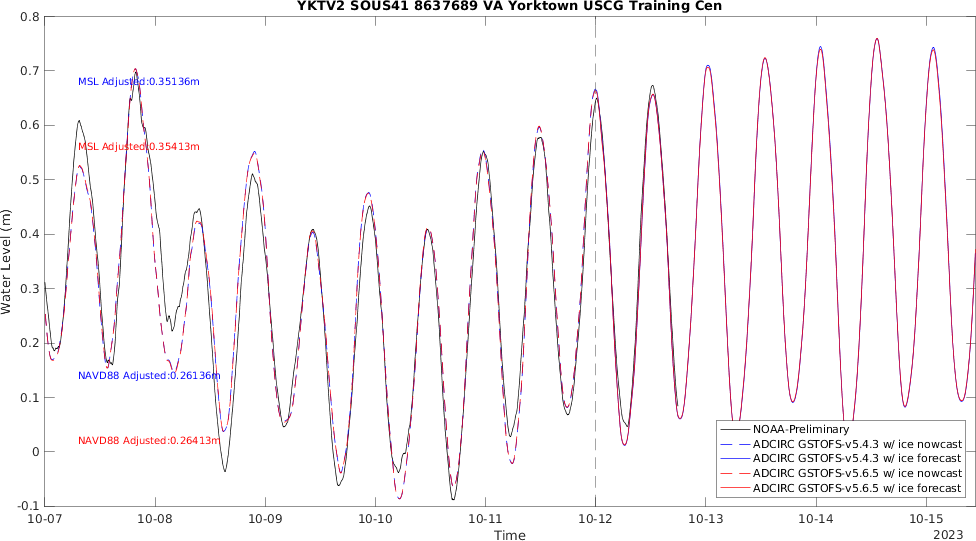 YKTV2 SOUS41 8637689 VA Yorktown USCG Training Cen
0.8
0.7
0.6
0.5
0.4
0.3
0.2
0.1
0
-0.1
Water Level (m)
MSL Adjusted:0.35136m
MSL Adjusted:0.35413m
NAVD88 Adjusted:0.26136m
NAVD88 Adjusted:0.26413m
NOAA-Preliminary
ADCIRC GSTOFS-v5.4.3 w/ ice nowcast
ADCIRC GSTOFS-v5.4.3 w/ ice forecast
ADCIRC GSTOFS-v5.6.5 w/ ice nowcast
ADCIRC GSTOFS-v5.6.5 w/ ice forecast
10-07 10-08 10-09 10-10 10-11 10-12 10-13 10-14 10-15
Time
2023